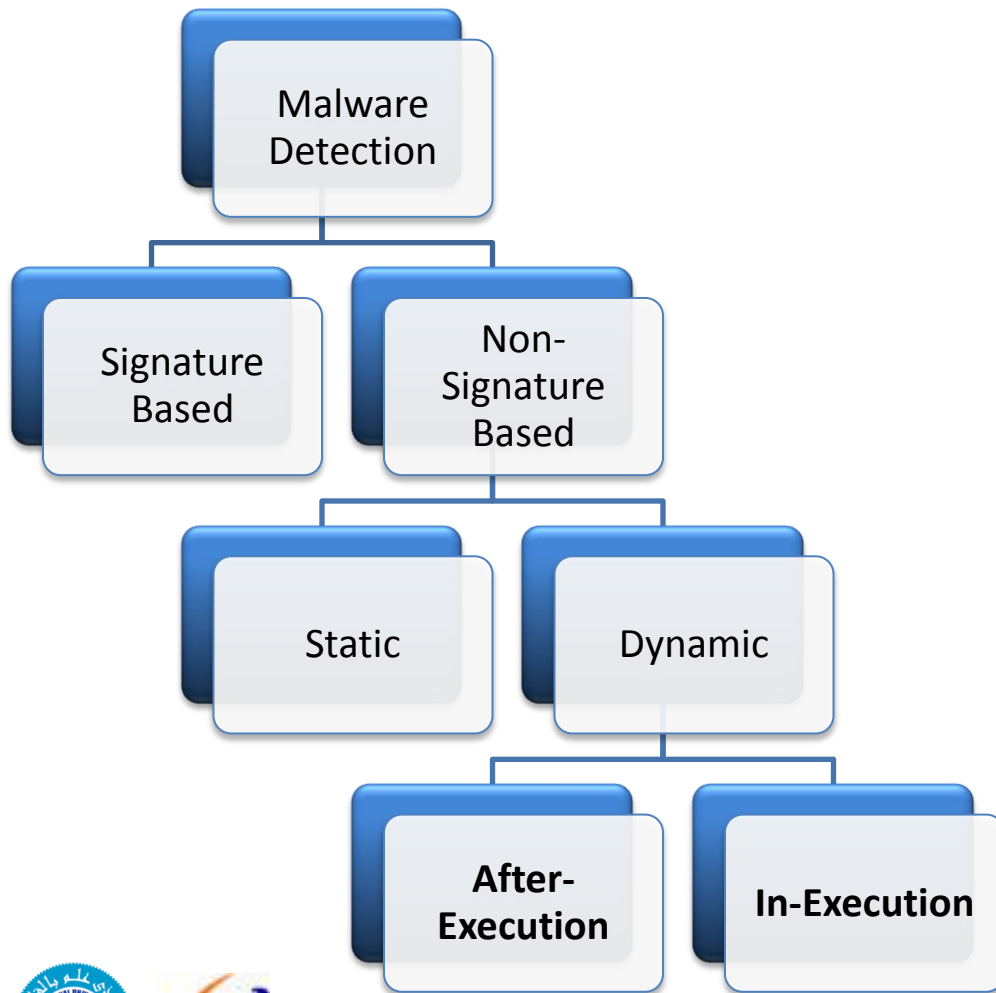 Malware
Detection
Signature
Based
Non-
Signature
Based
Static
Dynamic
After-
Execution
In-Execution